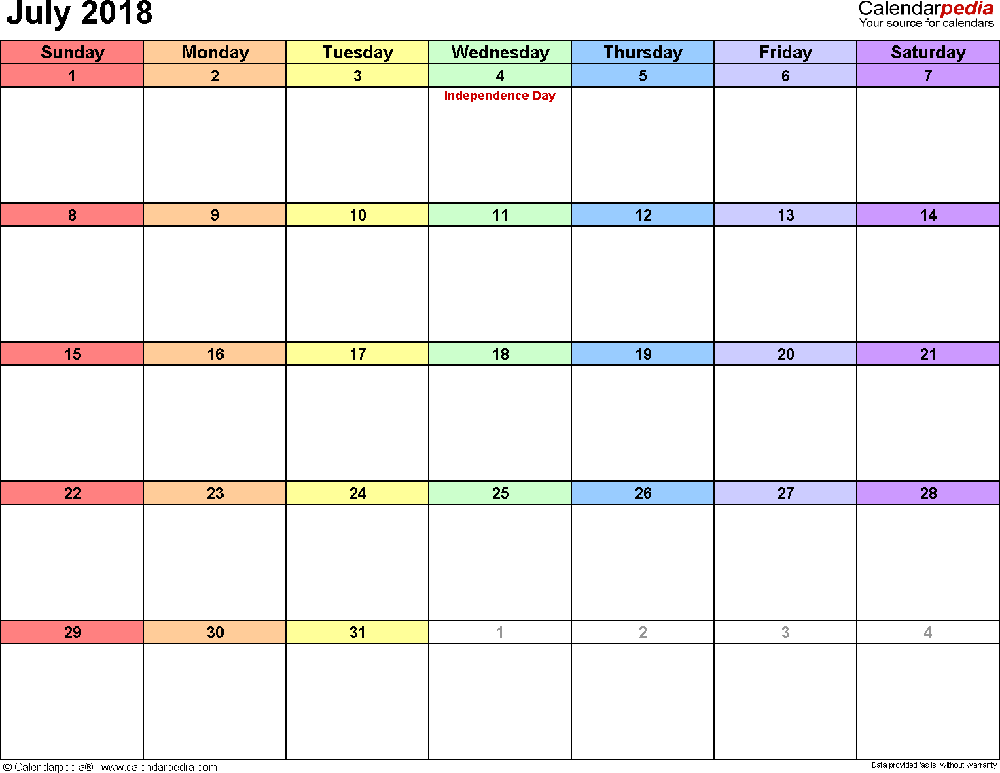 July 2018
Calendarpedia
Your source for calendars
Sunday Monday Tuesday Wednesday Thursday Friday Saturday
1 2 3 4 5 6 7
Independence Day
8 9 10 11 12 13 14
15 16 17 18 19 20 21
22 23 24 25 26 27 28
29 30 31 1 2 3 4
© Calendarpedia® www.calendarpedia.com
Data provided 'as is' without warranty